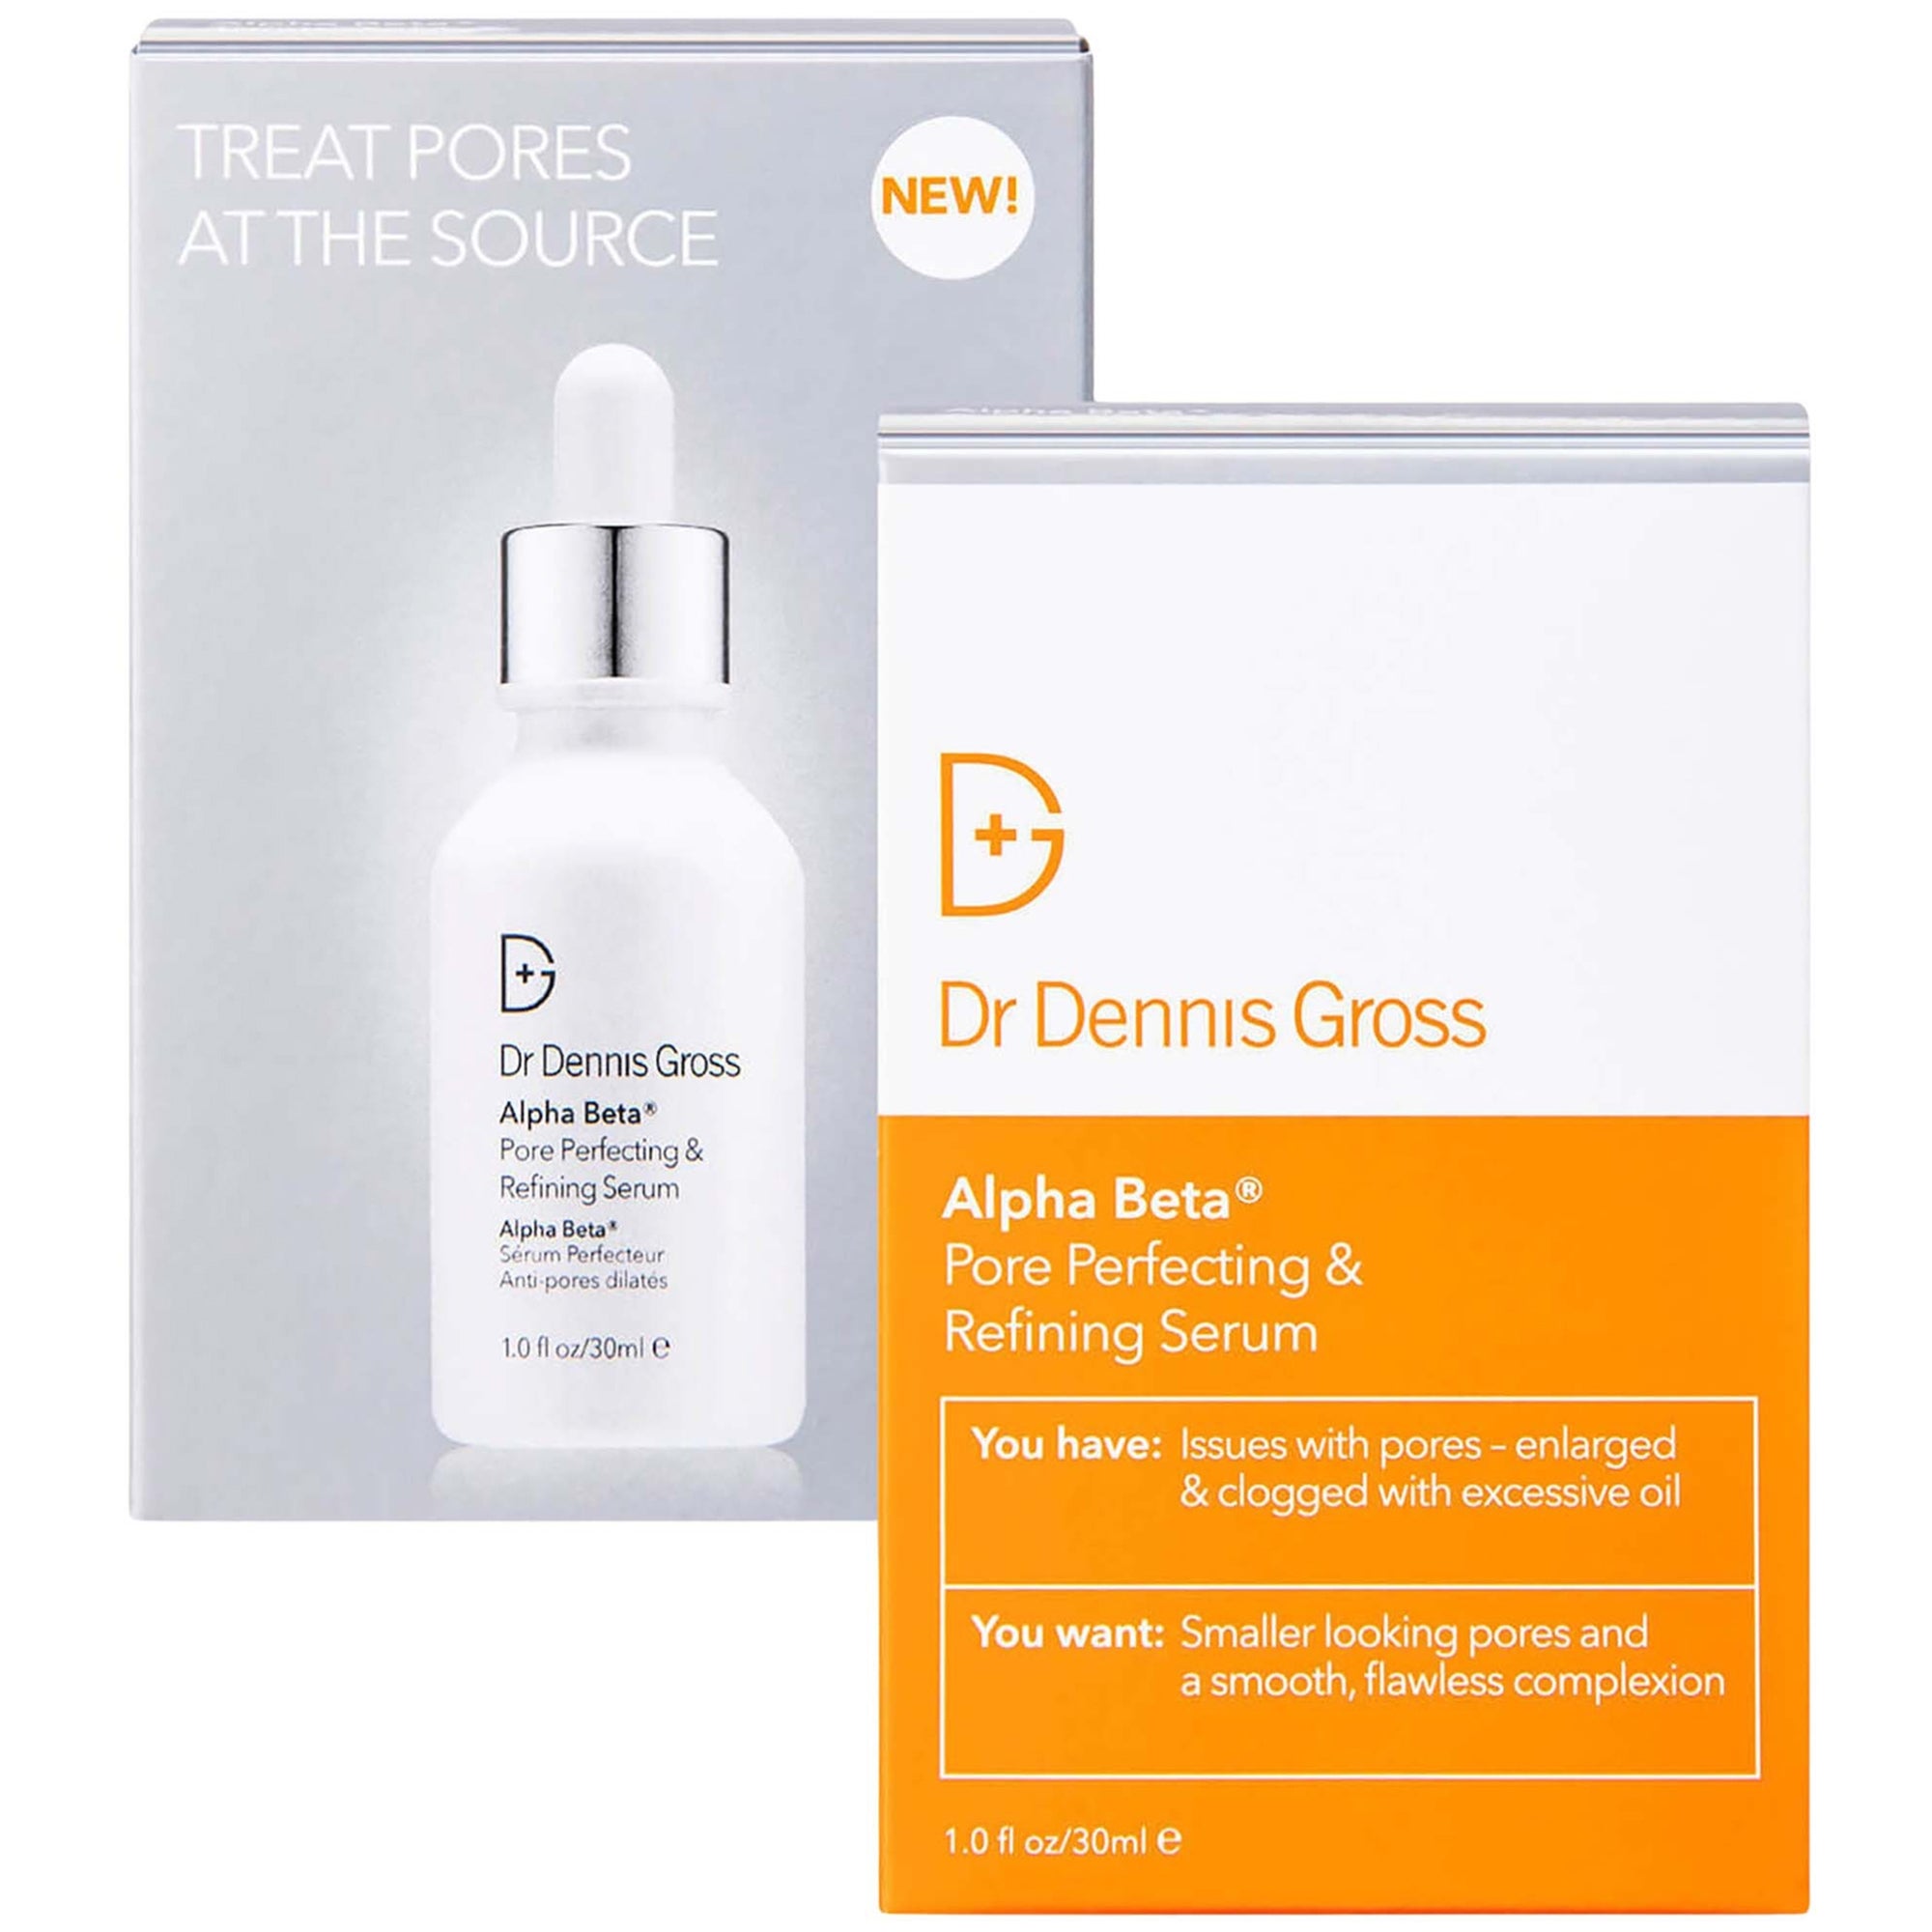 TREAT PORES
AT THE SOURCE
NEW!
Dr Dennis Gross
Alpha Beta®
Pore Perfecting &
Refining Serum
Alpha Beta®
Sérum Perfecteur
Anti-pores dilatés
1.0 fl oz/30ml ℮
Alpha Beta®
Dr Dennis Gross
Alpha Beta®
Pore Perfecting &
Refining Serum
You have: Issues with pores – enlarged
& clogged with excessive oil
You want: Smaller looking pores and
a smooth, flawless complexion
1.0 fl oz/30ml ℮